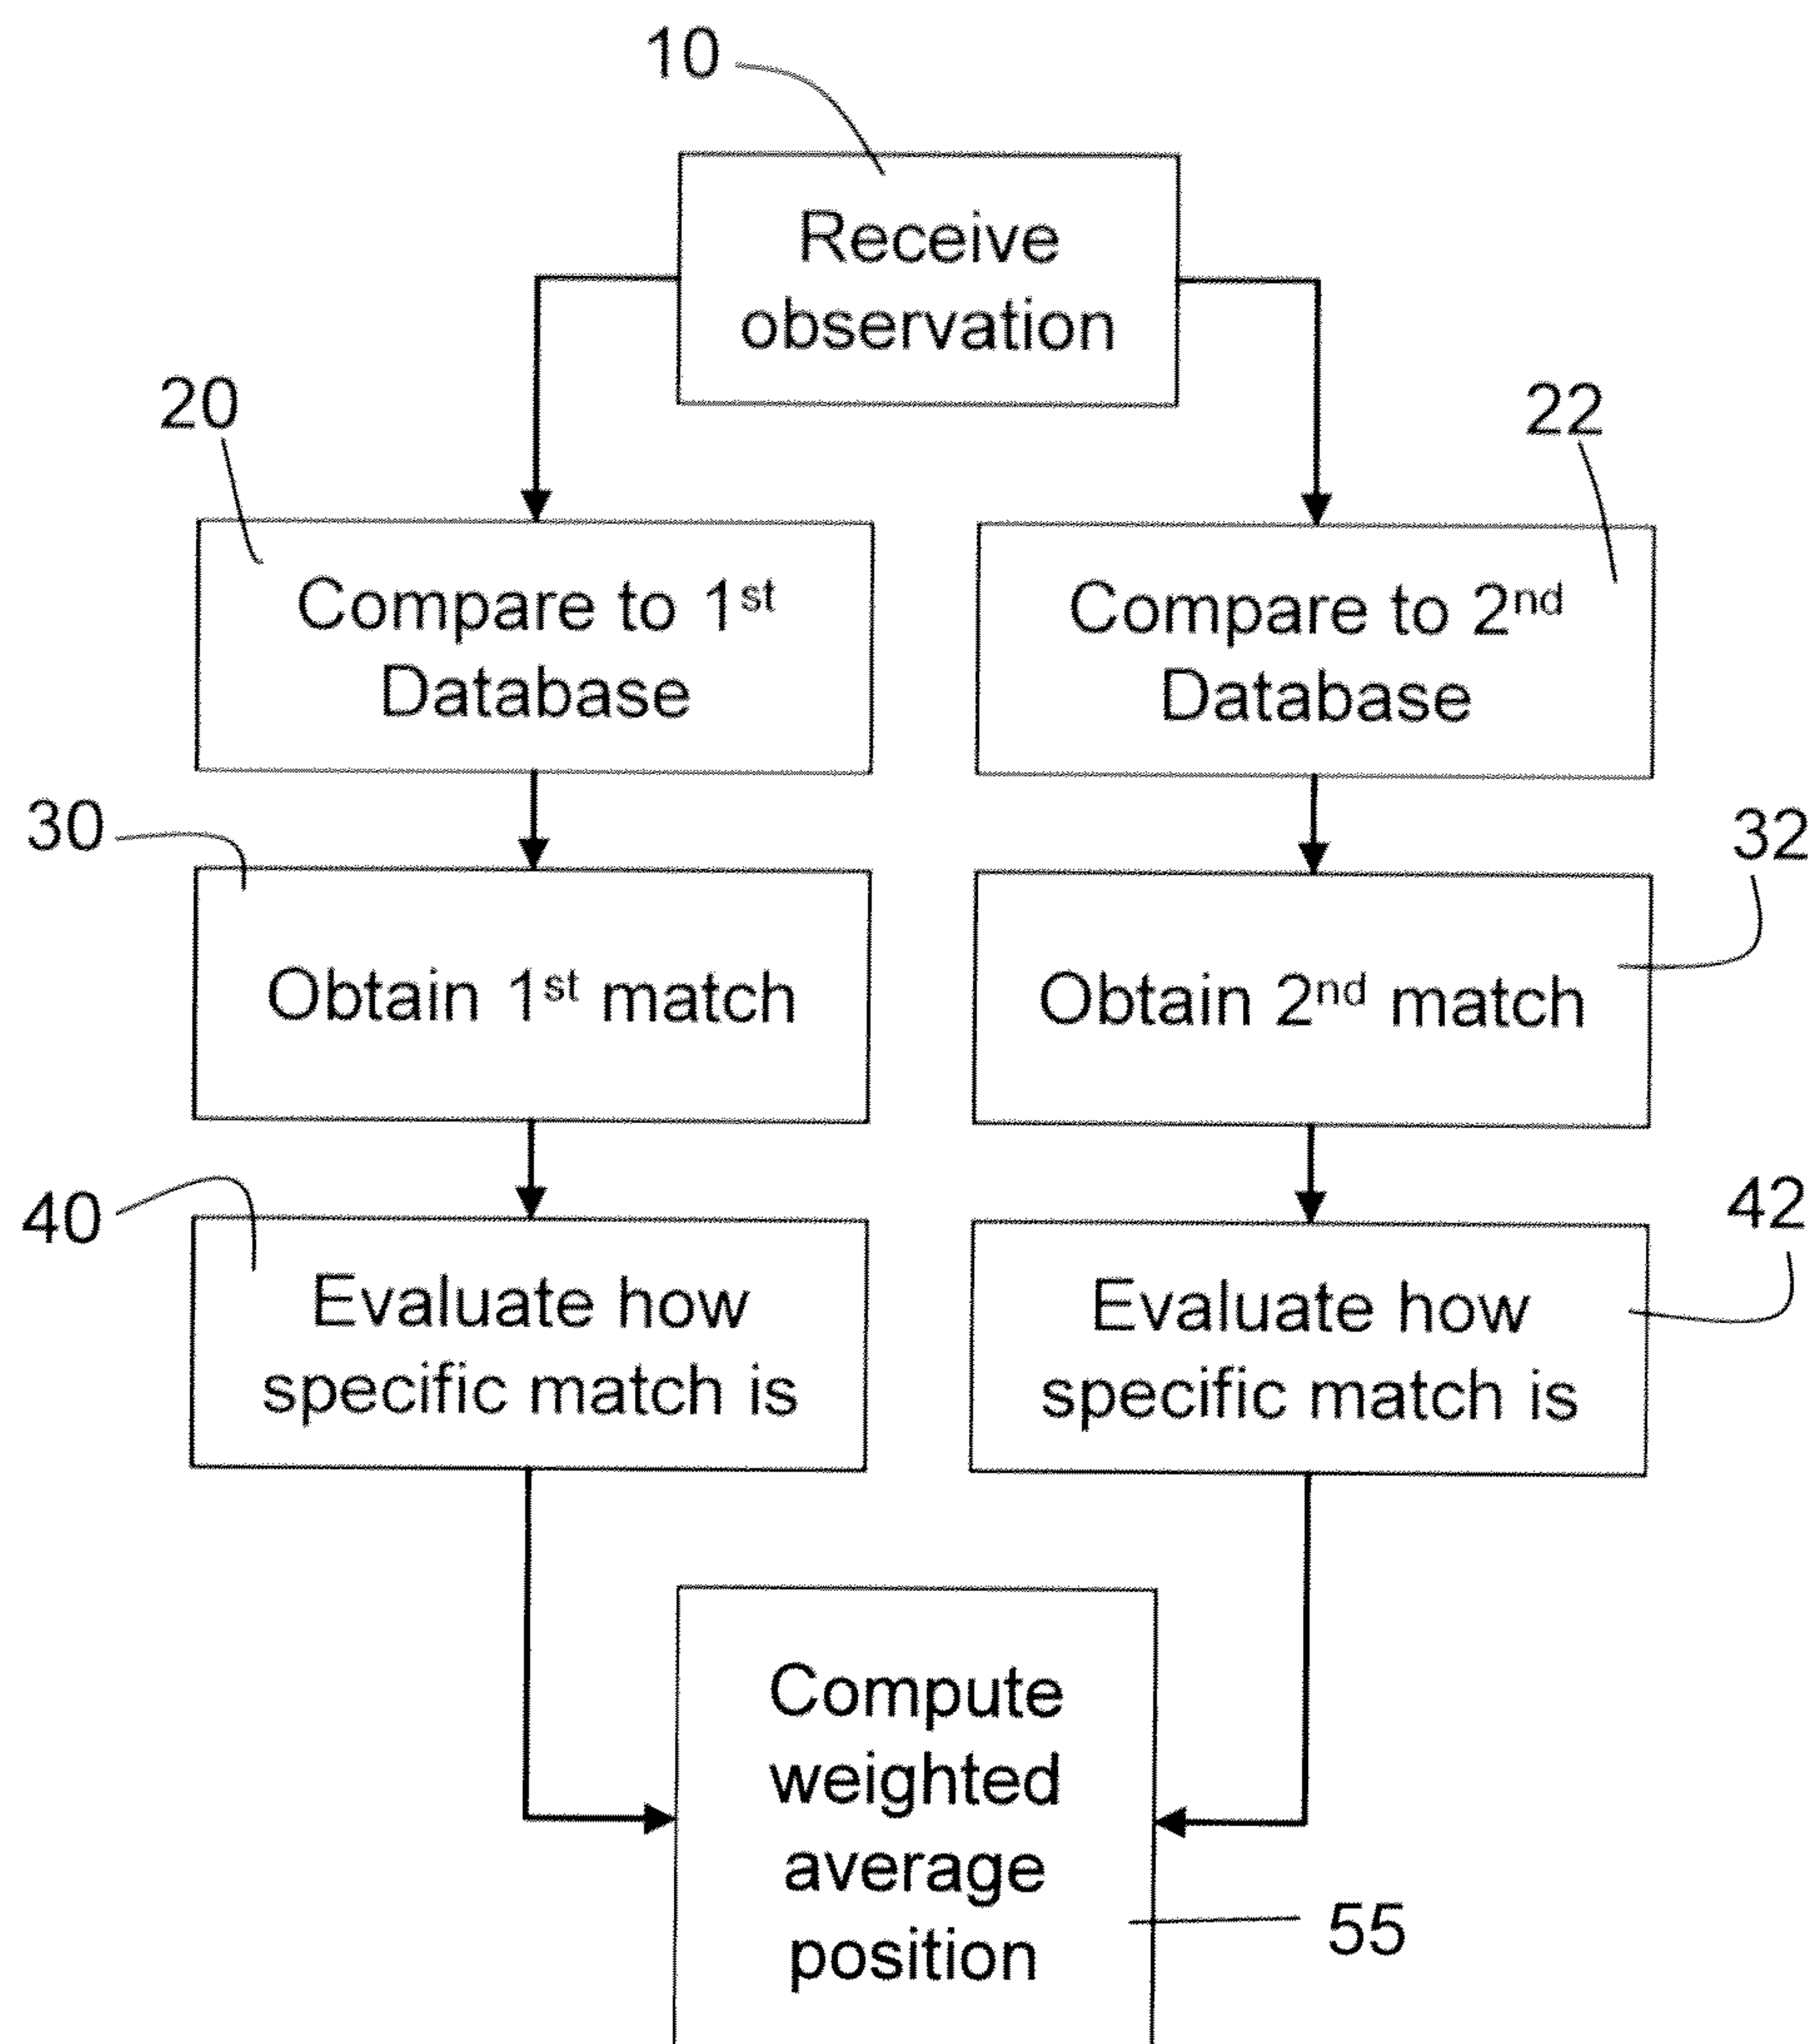 10
Receive
observation
20
22
Compare to 1st
Database
Compare to 2nd
Database
30
32
Obtain 1st match
Obtain 2nd match
40
42
Evaluate how
specific match is
Evaluate how
specific match is
Compute
weighted
average
position
55